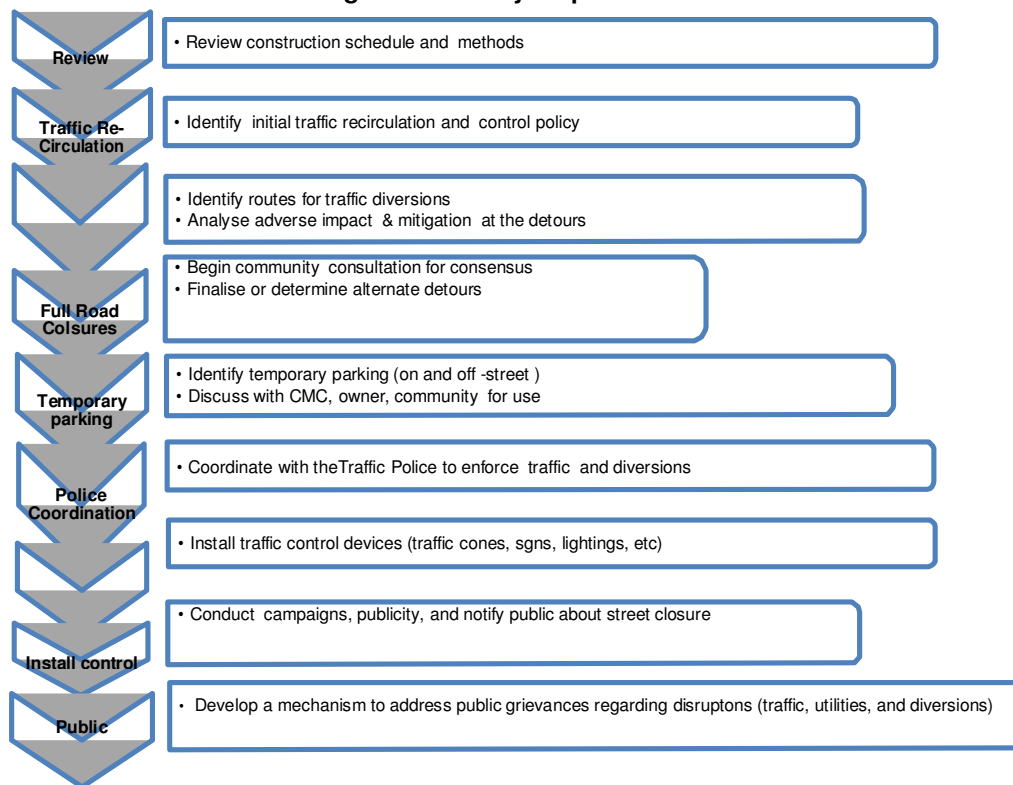 Review
• Review construction schedule and methods
Traffic Re-
Circulation
• Identify initial traffic recirculation and control policy
• Identify routes for traffic diversions
• Analyse adverse impact & mitigation at the detours
Full Road
Colsures
• Begin community consultation for consensus
• Finalise or determine alternate detours
Temporary
parking
• Identify temporary parking (on and off -street )
• Discuss with CMC, owner, community for use
Police
Coordination
• Coordinate with theTraffic Police to enforce traffic and diversions
• Install traffic control devices (traffic cones, sgns, lightings, etc)
Install control
• Conduct campaigns, publicity, and notify public about street closure
Public
• Develop a mechanism to address public grievances regarding disruptons (traffic, utilities, and diversions)